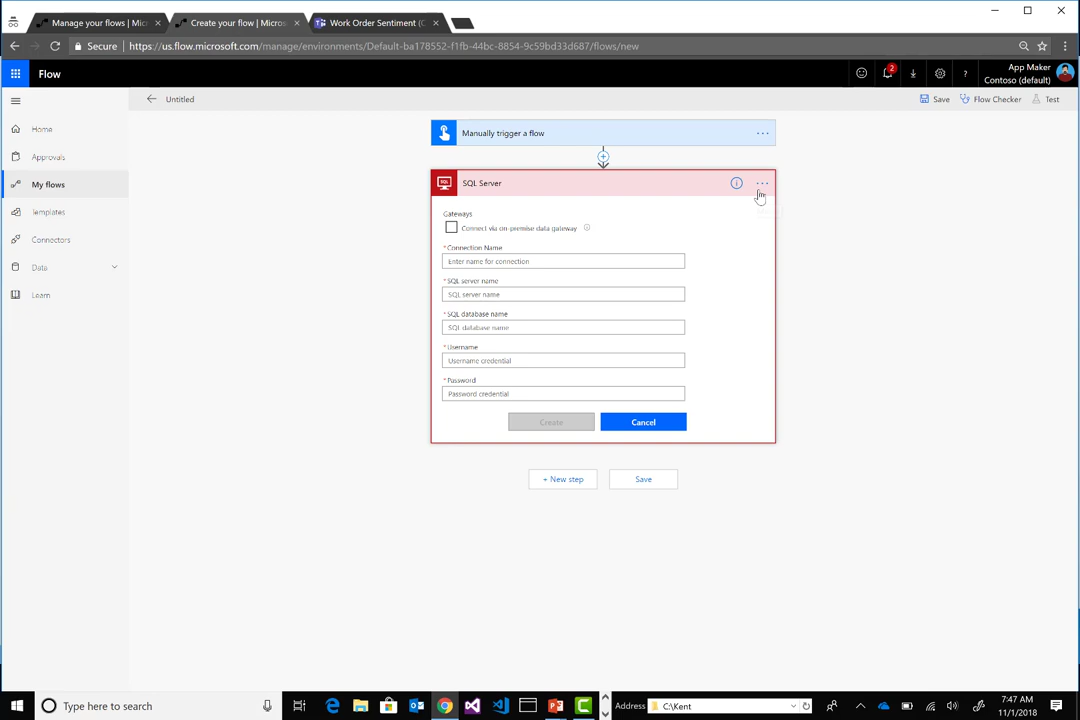 Manage your flows | Mic
Create your flow | Micros
Work Order Sentiment (C
Secure
https://us.flow.microsoft.com/manage/environments/Default-ba178552-f1fb-44bc-8854-9c59bd33d687/flows/new
Flow
2
?
App Maker
Contoso (default)
Untitled
Save
Flow Checker
Test
Home
Approvals
My flows
Templates
Connectors
Data
Learn
Manually trigger a flow
SQL
SQL Server
Gateways
Connect via on-premise data gateway
*Connection Name
Enter name for connection
*SQL server name
SQL server name
*SQL database name
SQL database name
*Username
Username credential
*Password
Password credential
Create
Cancel
+ New step
Save
Type here to search
Address
C:\Kent
7:47 AM
11/1/2018